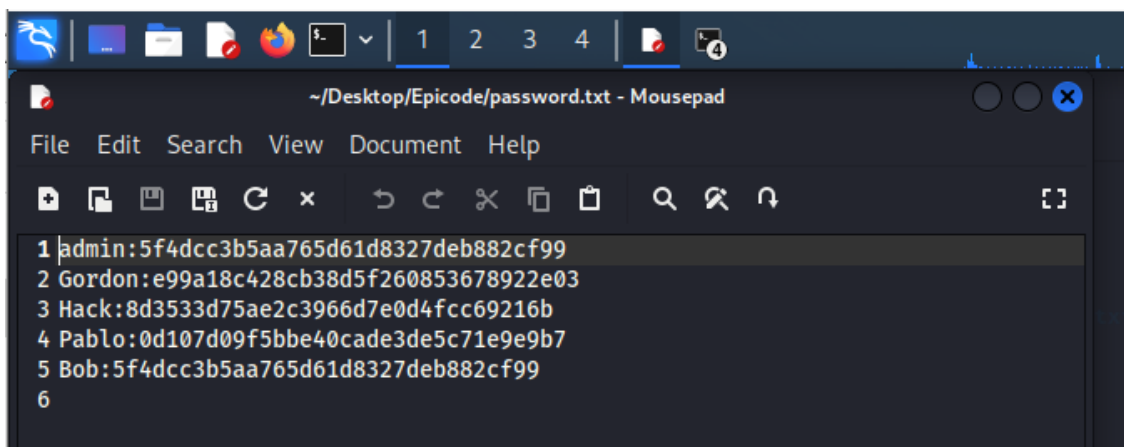 1 2 3 4
4
~/Desktop/Epicode/password.txt - Mousepad
File Edit Search View Document Help
1 admin:5f4dcc3b5aa765d61d8327deb882cf99
2 Gordon:e99a18c428cb38d5f260853678922e03
3 Hack:8d3533d75ae2c3966d7e0d4fcc69216b
4 Pablo:0d107d09f5bbe40cade3de5c71e9e9b7
5 Bob:5f4dcc3b5aa765d61d8327deb882cf99
6